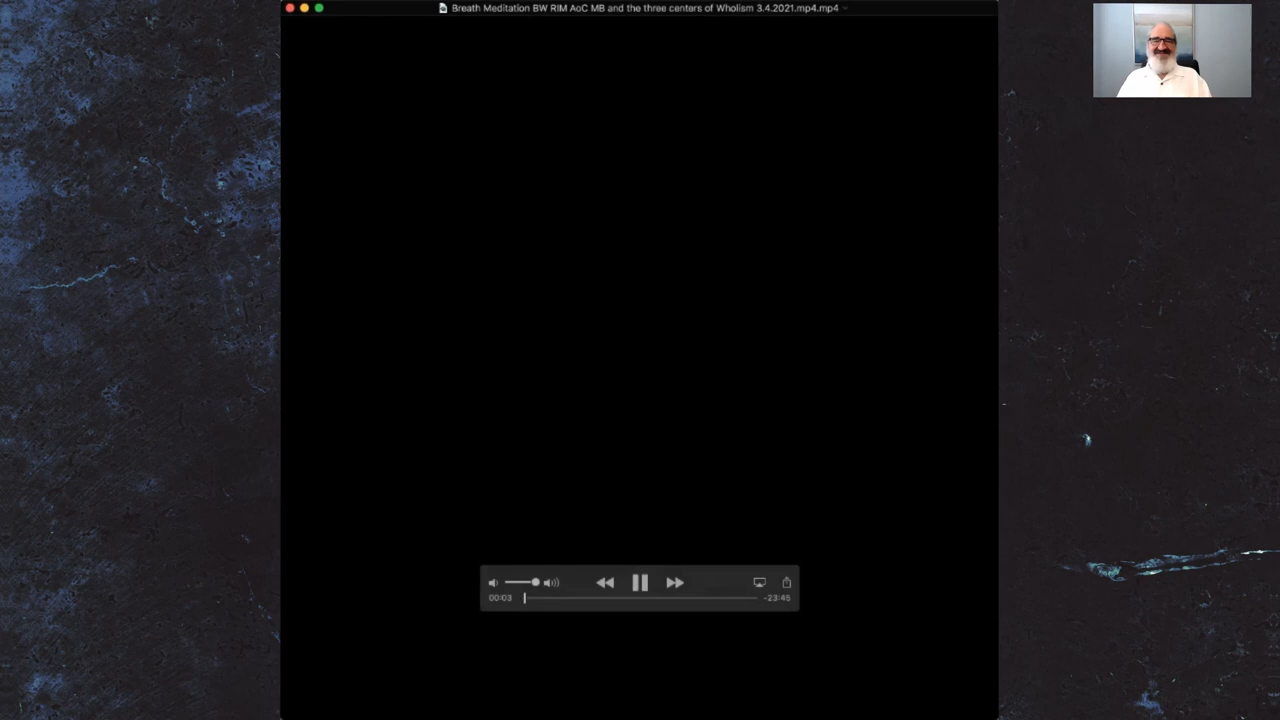 Breath Meditation BW RIM AoC MB and the three centers of Wholism 3.4.2021.mp4.mp4
00:03
-23:45